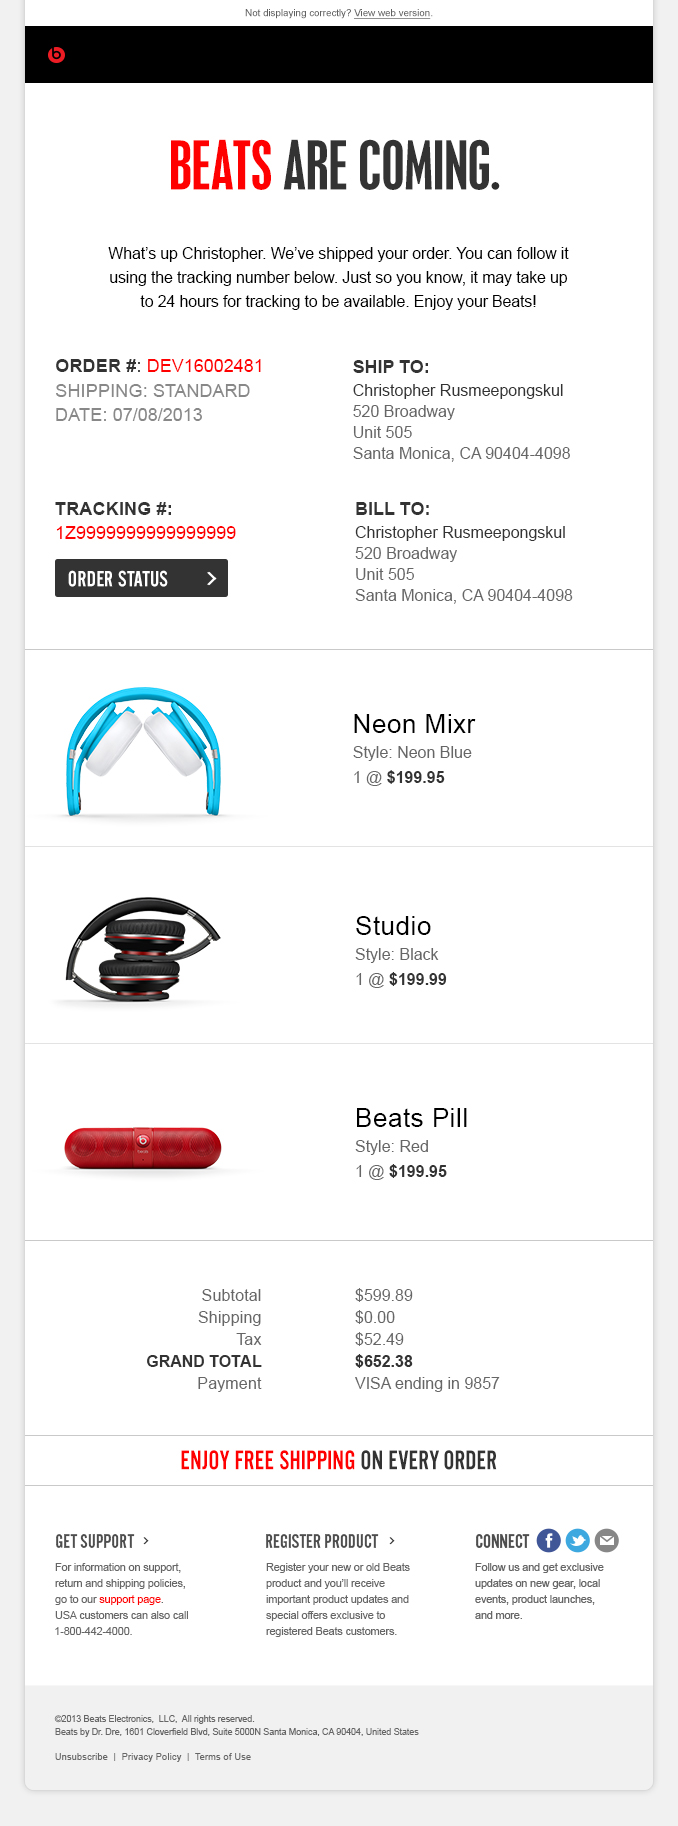 Not displaying correctly? View web version.
BEATS ARE COMING.
What's up Christopher. We've shipped your order. You can follow it
using the tracking number below. Just so you know, it may take up
to 24 hours for tracking to be available. Enjoy your Beats!
ORDER #: DEV16002481
SHIPPING: STANDARD
DATE: 07/08/2013
SHIP TO:
Christopher Rusmeepongskul
520 Broadway
Unit 505
Santa Monica, CA 90404-4098
TRACKING #:
1Z9999999999999999
ORDER STATUS
BILL TO:
Christopher Rusmeepongskul
520 Broadway
Unit 505
Santa Monica, CA 90404-4098
Neon Mixr
Style: Neon Blue
1 @ $199.95
Studio
Style: Black
1 @ $199.99
Beats Pill
Style: Red
1 @ $199.95
Subtotal $599.89
Shipping $0.00
Tax $52.49
GRAND TOTAL $652.38
Payment VISA ending in 9857
ENJOY FREE SHIPPING ON EVERY ORDER
GET SUPPORT
For information on support,
return and shipping policies,
go to our support page.
USA customers can also call
1-800-442-4000.
REGISTER PRODUCT
Register your new or old Beats
product and you'll receive
important product updates and
special offers exclusive to
registered Beats customers.
CONNECT
Follow us and get exclusive
updates on new gear, local
events, product launches,
and more.
©2013 Beats Electronics, LLC, All rights reserved.
Beats by Dr. Dre, 1601 Cloverfield Blvd, Suite 5000N Santa Monica, CA 90404, United States
Unsubscribe | Privacy Policy | Terms of Use